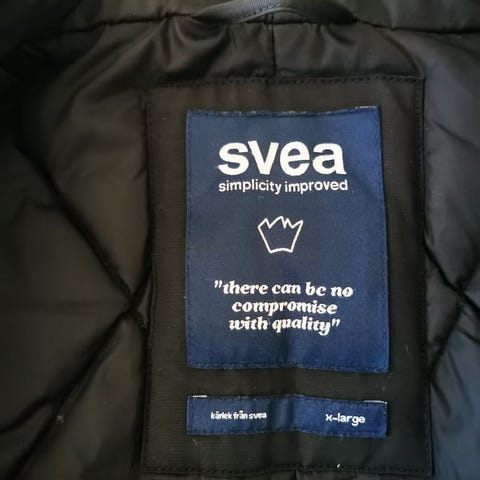 svea
simplicity improved
"there can be no
compromise
with quality"
kärlek från svea
x-large